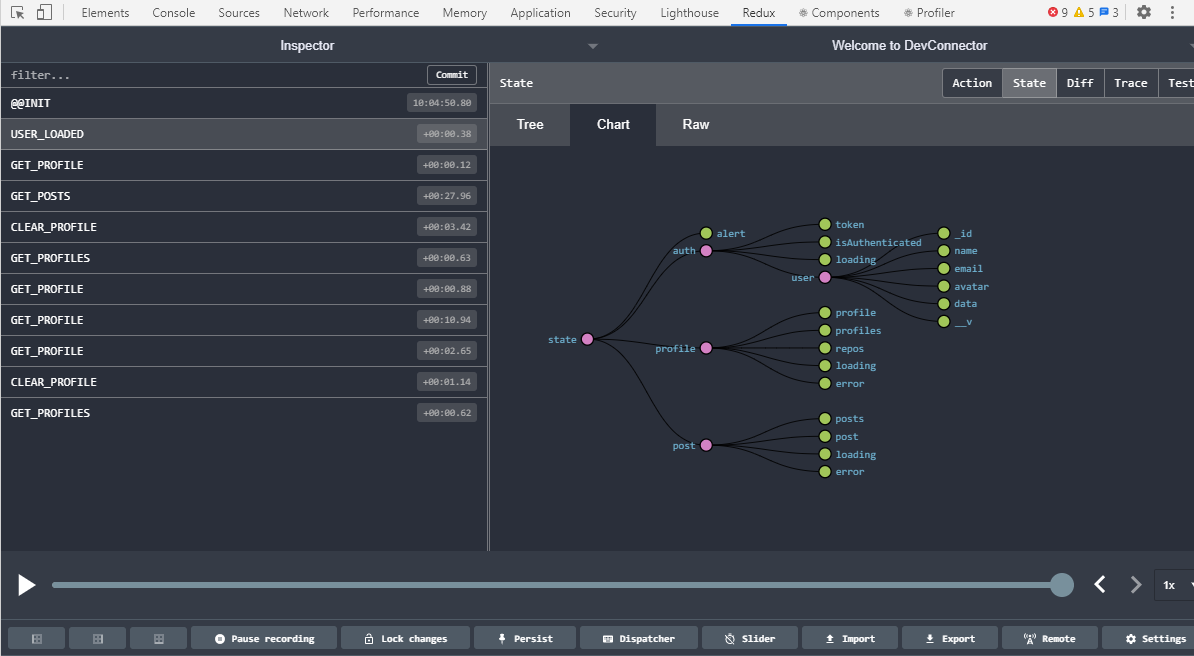 Elements Console Sources Network Performance Memory Application Security Lighthouse Redux Components Profiler 9 5 3
Inspector
Welcome to DevConnector
filter...
Commit
@@INIT 10:04:50.80
USER_LOADED +00:00.38
GET_PROFILE +00:00.12
GET_POSTS +00:27.96
CLEAR_PROFILE +00:03.42
GET_PROFILES +00:00.63
GET_PROFILE +00:00.88
GET_PROFILE +00:10.94
GET_PROFILE +00:02.65
CLEAR_PROFILE +00:01.14
GET_PROFILES +00:00.62
State
Action State Diff Trace Test
Tree Chart Raw
state
alert
auth
token
isAuthenticated
loading
user
_id
name
email
avatar
data
__v
profile
profile
profiles
repos
loading
error
post
posts
post
loading
error
1x
Pause recording Lock changes Persist Dispatcher Slider Import Export Remote Settings